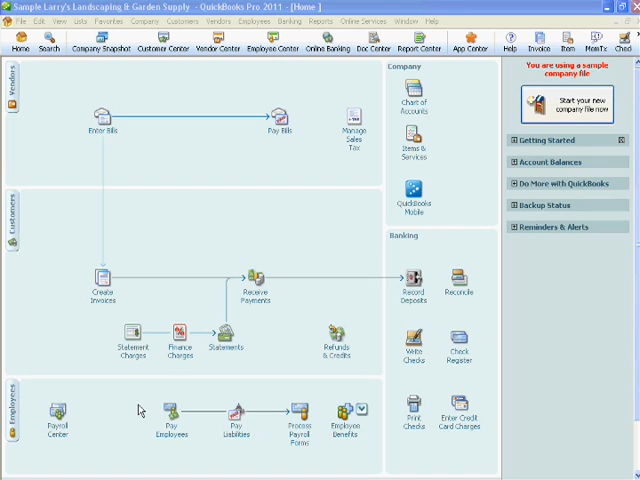 Sample Larry's Landscaping & Garden Supply - QuickBooks Pro 2011 - [Home]
File Edit View Lists Favorites Company Customers Vendors Employees Banking Reports Online Services Window Help
Home Search Company Snapshot Customer Center Vendor Center Employee Center Online Banking Doc Center Report Center App Center Help Invoice Item MemTx Check
Vendors
Enter Bills
Pay Bills
Manage
Sales
Tax
Customers
Create
Invoices
Receive
Payments
Statement
Charges
Finance
Charges
Statements
Refunds
& Credits
Employees
Payroll
Center
Pay
Employees
Pay
Liabilities
Process
Payroll
Forms
Employee
Benefits
Company
Chart of
Accounts
Items &
Services
QuickBooks
Mobile
Banking
Record
Deposits
Reconcile
Write
Checks
Check
Register
Print
Checks
Enter Credit
Card Charges
You are using a sample
company file
Start your new
company file now
Getting Started
Account Balances
Do More with QuickBooks
Backup Status
Reminders & Alerts